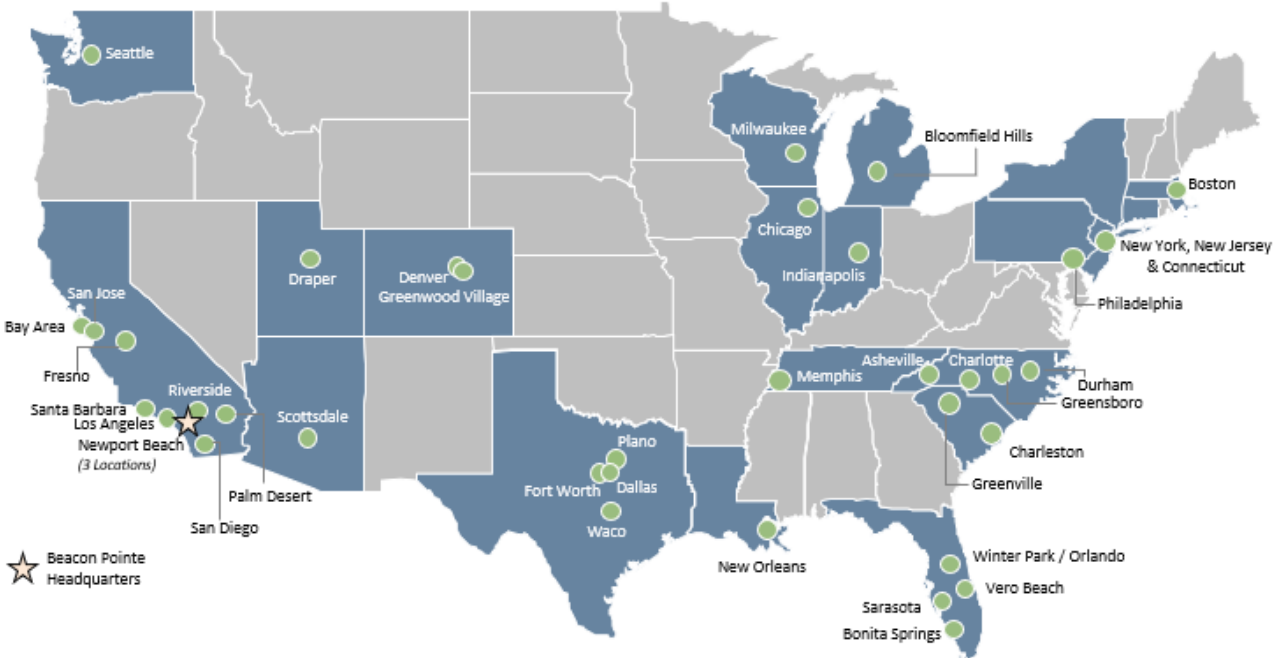 Seattle
Milwaukee
Bloomfield Hills
Boston
Chicago
New York, New Jersey
& Connecticut
Indianapolis
Draper
Denver
Greenwood Village
Philadelphia
San Jose
Bay Area
Fresno
Asheville
Charlotte
Memphis
Durham
Greensboro
Riverside
Santa Barbara
Los Angeles
Newport Beach
(3 Locations)
Scottsdale
Charleston
Greenville
Plano
Fort Worth
Dallas
Waco
Palm Desert
San Diego
New Orleans
Beacon Pointe
Headquarters
Winter Park / Orlando
Vero Beach
Sarasota
Bonita Springs